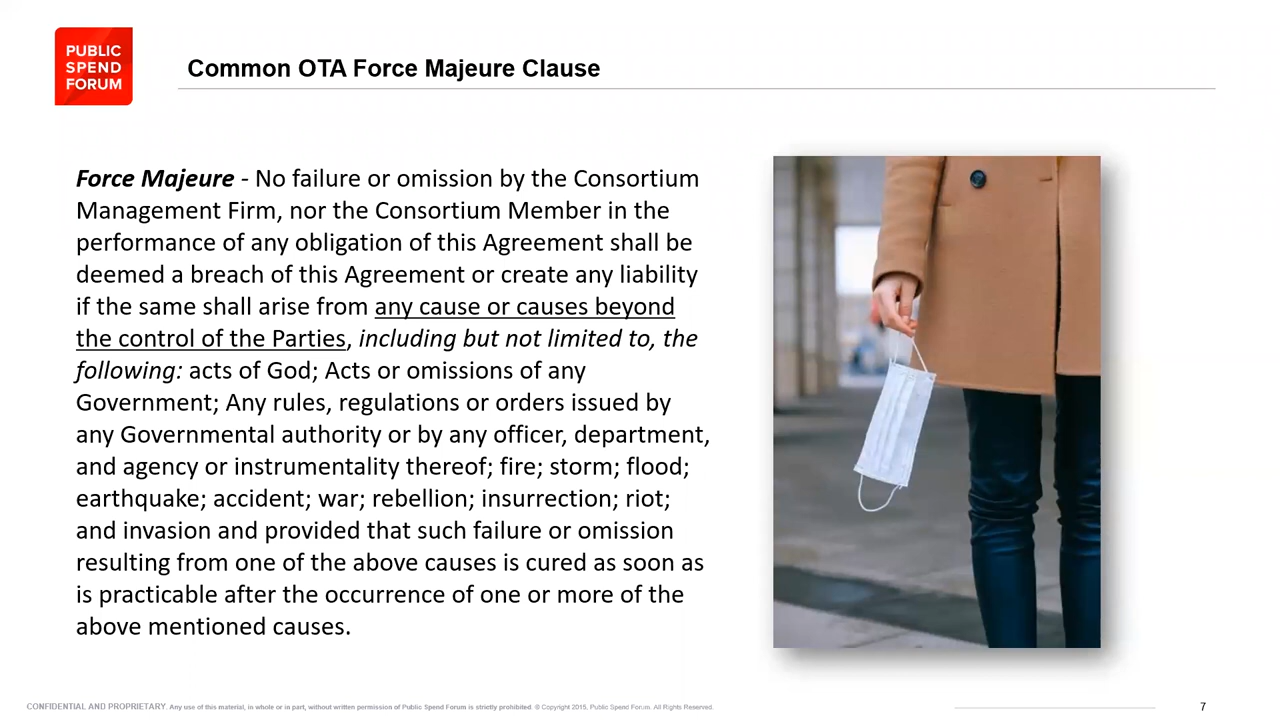 PUBLIC
SPEND
FORUM
Common OTA Force Majeure Clause
Force Majeure - No failure or omission by the Consortium
Management Firm, nor the Consortium Member in the
performance of any obligation of this Agreement shall be
deemed a breach of this Agreement or create any liability
if the same shall arise from any cause or causes beyond
the control of the Parties, including but not limited to, the
following: acts of God; Acts or omissions of any
Government; Any rules, regulations or orders issued by
any Governmental authority or by any officer, department,
and agency or instrumentality thereof; fire; storm; flood;
earthquake; accident; war; rebellion; insurrection; riot;
and invasion and provided that such failure or omission
resulting from one of the above causes is cured as soon as
is practicable after the occurrence of one or more of the
above mentioned causes.
CONFIDENTIAL AND PROPRIETARY. Any use of this material, in whole or in part, without written permission of Public Spend Forum is strictly prohibited. © Copyright 2015, Public Spend Forum. All Rights Reserved.
7